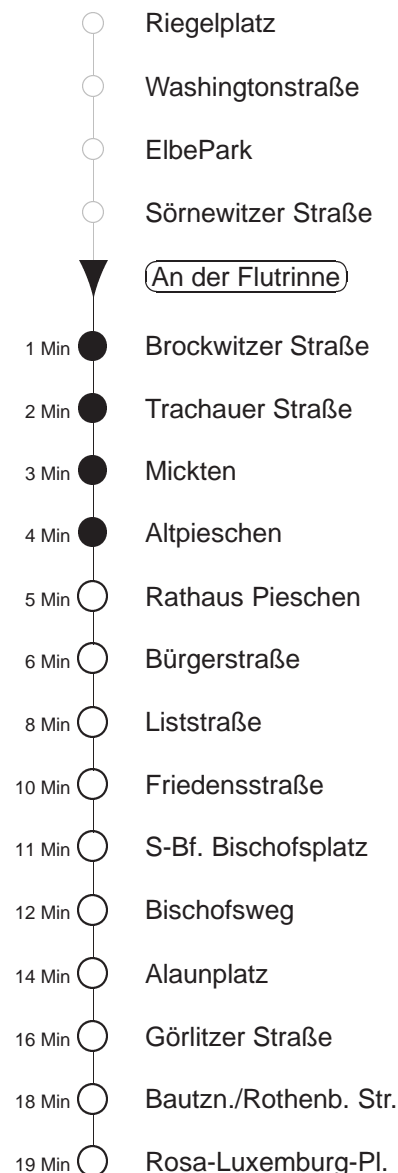 Riegelplatz
Washingtonstraße
ElbePark
Sörnewitzer Straße
An der Flutrinne
1 Min Brockwitzer Straße
2 Min Trachauer Straße
3 Min Mickten
4 Min Altpieschen
5 Min Rathaus Pieschen
6 Min Bürgerstraße
8 Min Liststraße
10 Min Friedensstraße
11 Min S-Bf. Bischofsplatz
12 Min Bischofsweg
14 Min Alaunplatz
16 Min Görlitzer Straße
18 Min Bautzn./Rothenb. Str.
19 Min Rosa-Luxemburg-Pl.